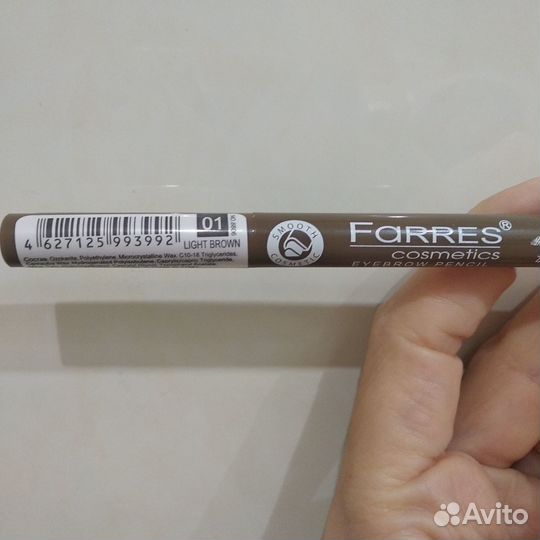 01
LIGHT BROWN
4 627125 993992
Ozokerite, Polyethylene, Microcrystalline Wax, C10-18 Triglycerides,
SMOOTH
COSMETIC
FARRES®
cosmetics
EYEBROW PENCIL
Avito